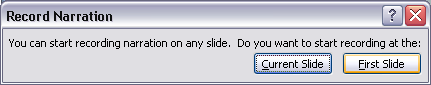 Record Narration
You can start recording narration on any slide.  Do you want to start recording at the:
Current Slide
First Slide